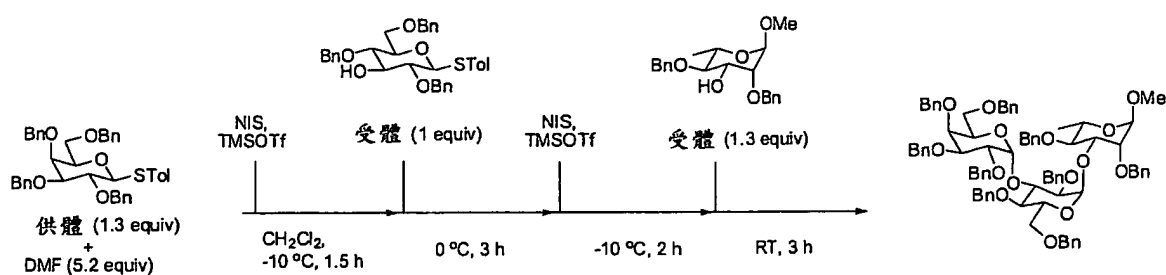 OBn
BnO
O
HO
STol
OBn
OMe
O
BnO
HO
OBn
NIS,
TMSOTf
受體 (1 equiv)
NIS,
TMSOTf
受體 (1.3 equiv)
BnO
OBn
O
BnO
STol
OBn
供體 (1.3 equiv)
+
DMF (5.2 equiv)
CH2Cl2,
-10 °C, 1.5 h
0 °C, 3 h
-10 °C, 2 h
RT, 3 h
BnO
OBn
O
BnO
BnO
OMe
O
BnO
O
OBn
O
BnO
BnO
BnO
O
OBn